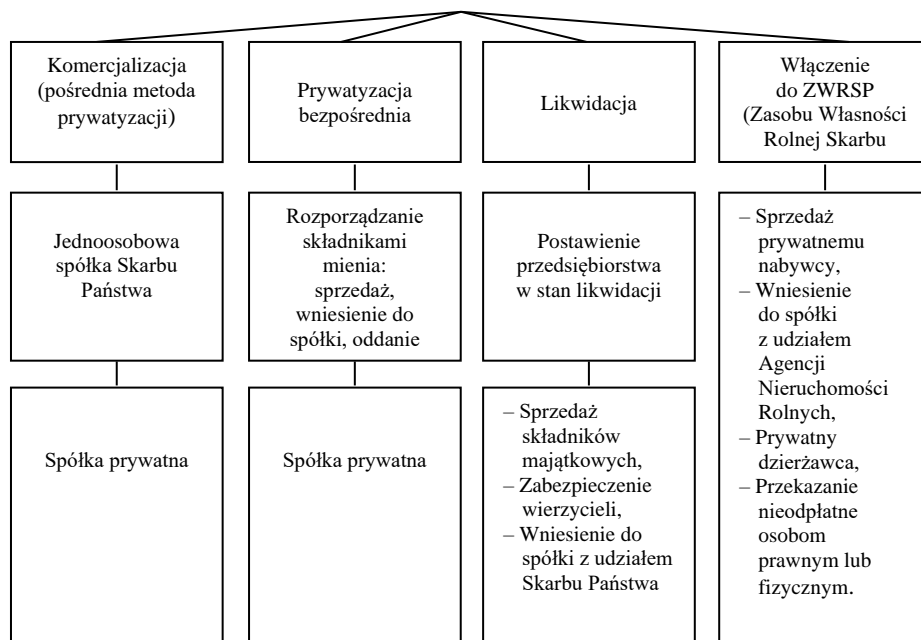 Komercjalizacja
(pośrednia metoda
prywatyzacji)
Prywatyzacja
bezpośrednia
Likwidacja
Włączenie
do ZWRSP
(Zasobu Własności
Rolnej Skarbu
Jednoosobowa
spółka Skarbu
Państwa
Rozporządzanie
składnikami
mienia:
sprzedaż,
wniesienie do
spółki, oddanie
Postawienie
przedsiębiorstwa
w stan likwidacji
– Sprzedaż
prywatnemu
nabywcy,
– Wniesienie
do spółki
z udziałem
Agencji
Nieruchomości
Rolnych,
– Prywatny
dzierżawca,
– Przekazanie
nieodpłatne
osobom
prawnym lub
fizycznym.
Spółka prywatna
Spółka prywatna
– Sprzedaż
składników
majątkowych,
– Zabezpieczenie
wierzycieli,
– Wniesienie do
spółki z udziałem
Skarbu Państwa